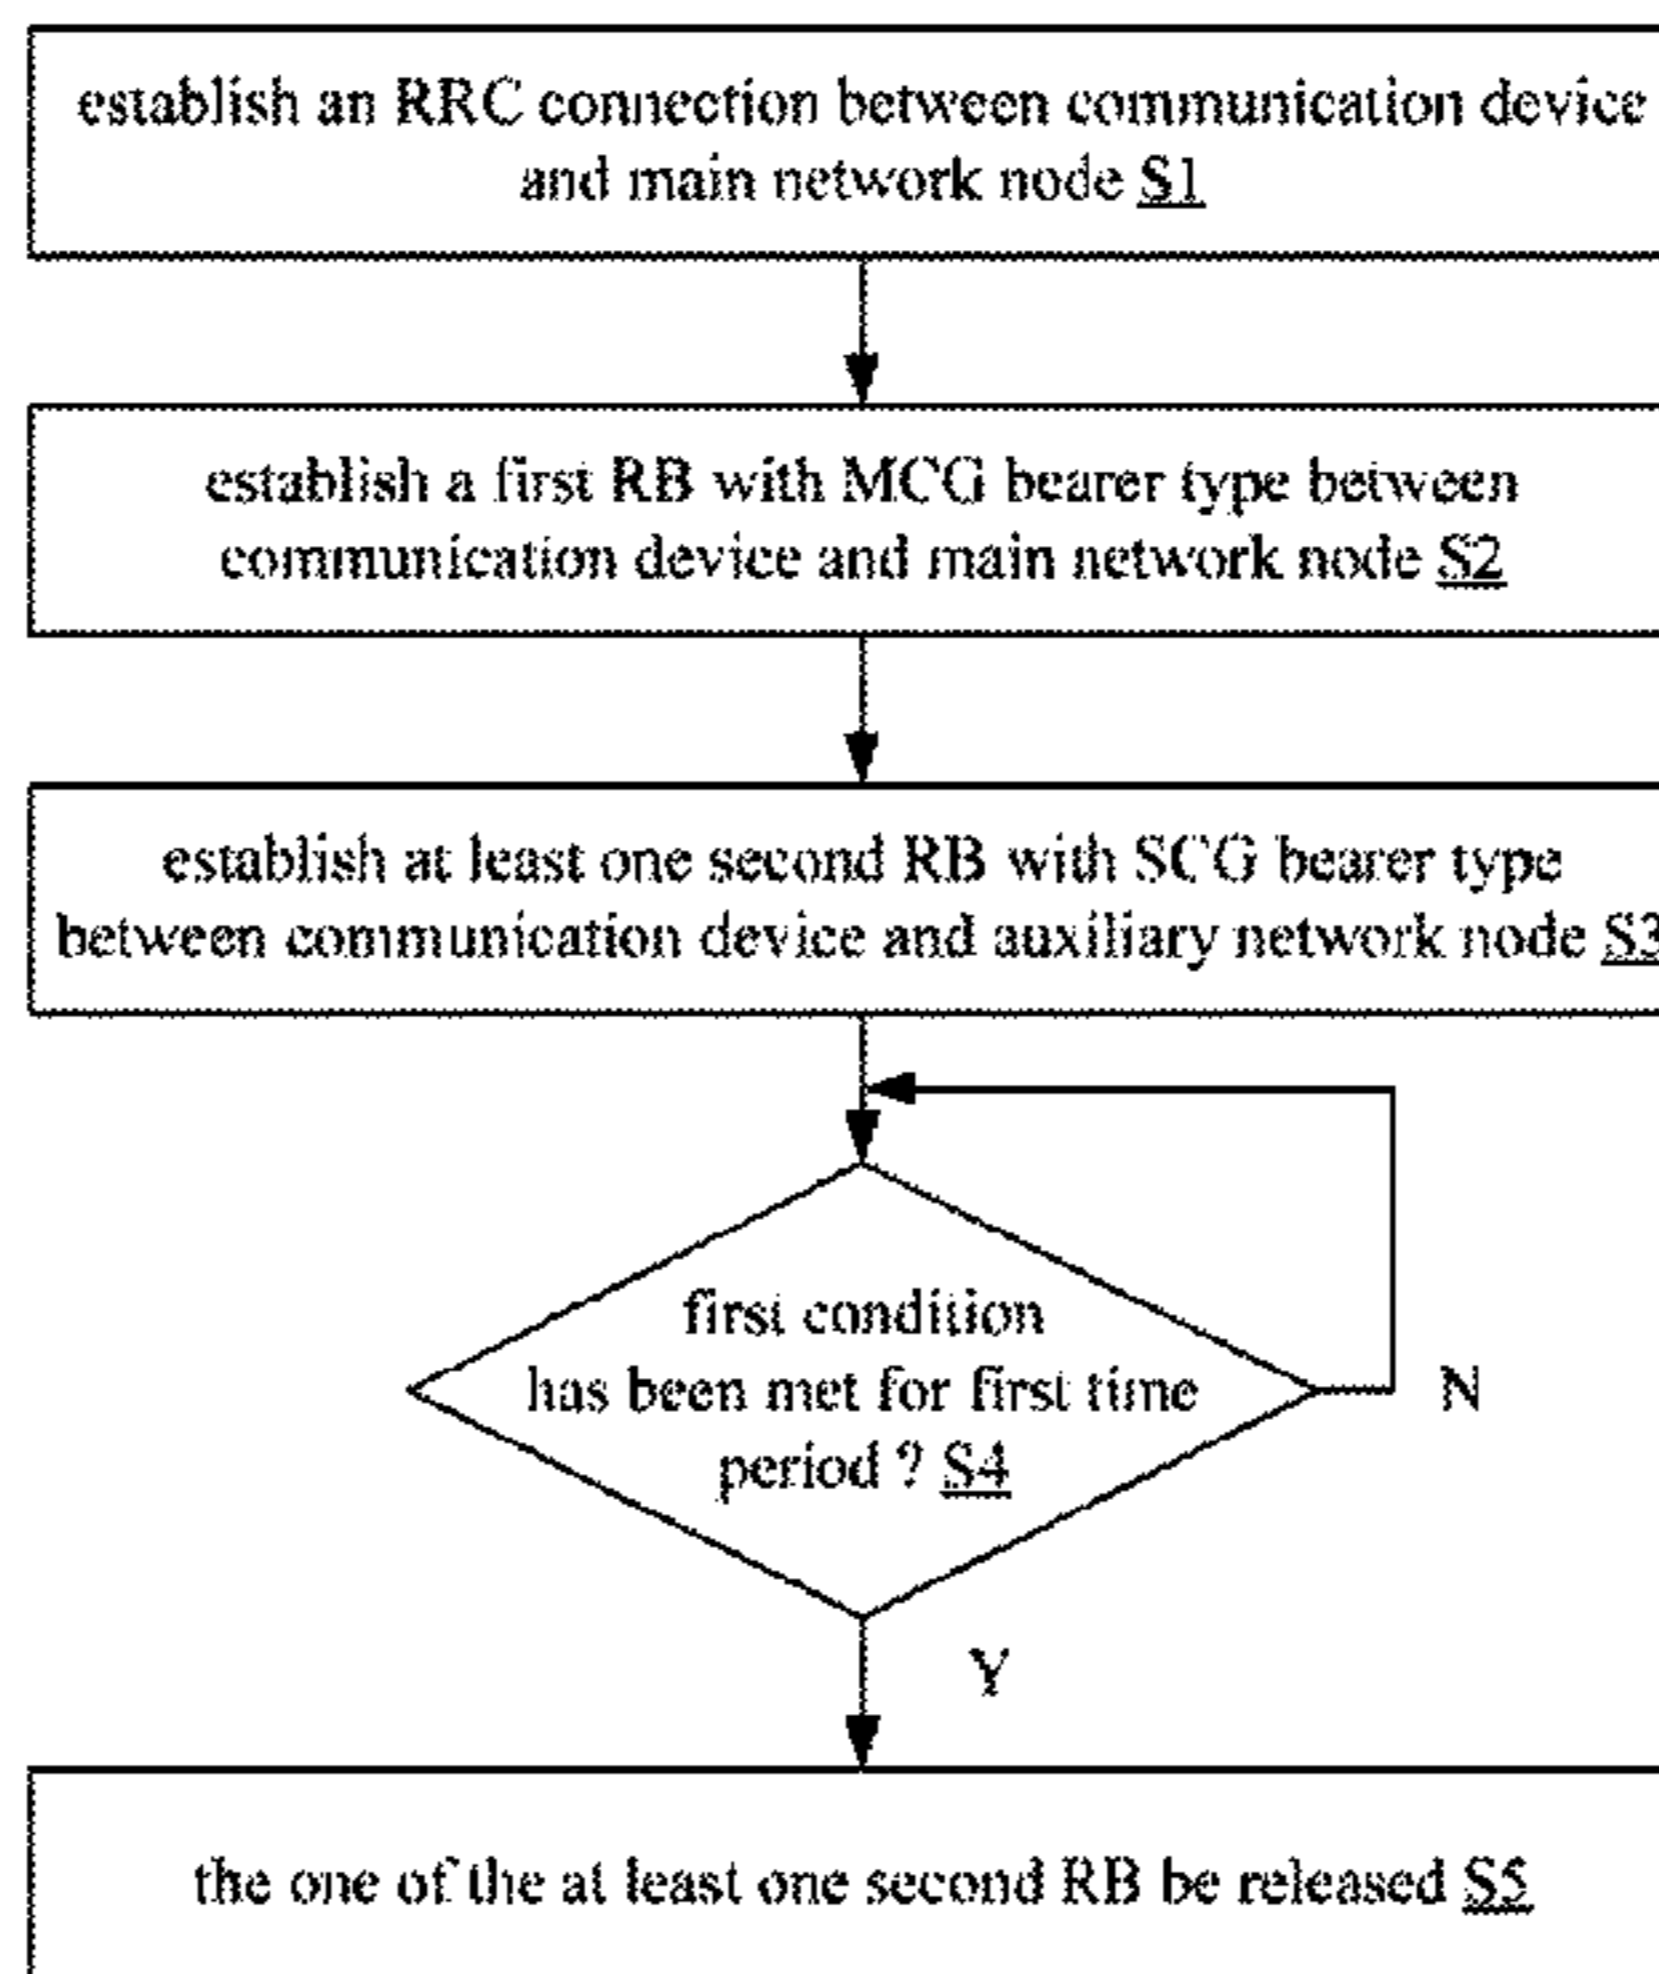 establish an RRC connection between communication device
and main network node S1
establish a first RB with MCG bearer type between
communication device and main network node S2
establish at least one second RB with SCG bearer type
between communication device and auxiliary network node S3
first condition
has been met for first time
period ? S4
N
Y
the one of the at least one second RB be released S5